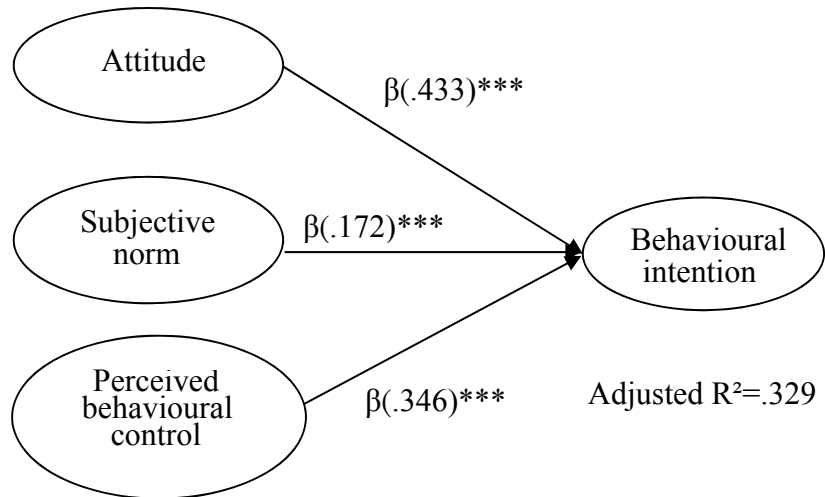 Attitude
β(.433)***
Subjective
norm
β(.172)***
Behavioural
intention
Perceived
behavioural
control
β(.346)***
Adjusted R²=.329